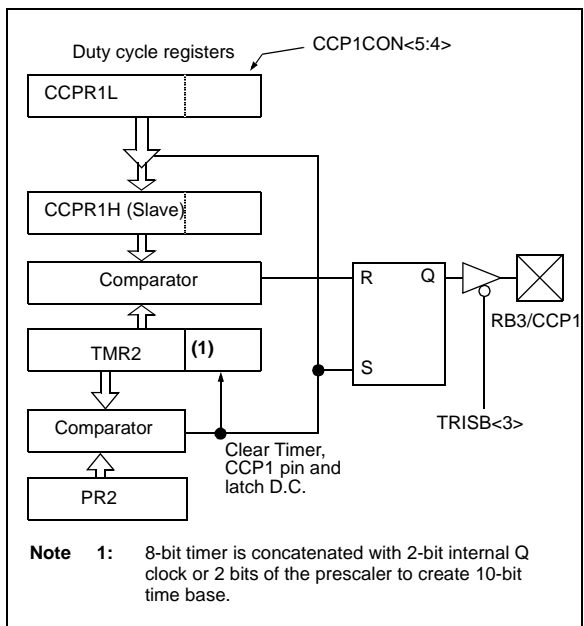 Duty cycle registers
CCP1CON<5:4>
CCPR1L
CCPR1H (Slave)
Comparator
R
Q
RB3/CCP1
TMR2
(1)
S
TRISB<3>
Comparator
Clear Timer,
CCP1 pin and
latch D.C.
PR2
Note 1: 8-bit timer is concatenated with 2-bit internal Q
clock or 2 bits of the prescaler to create 10-bit
time base.